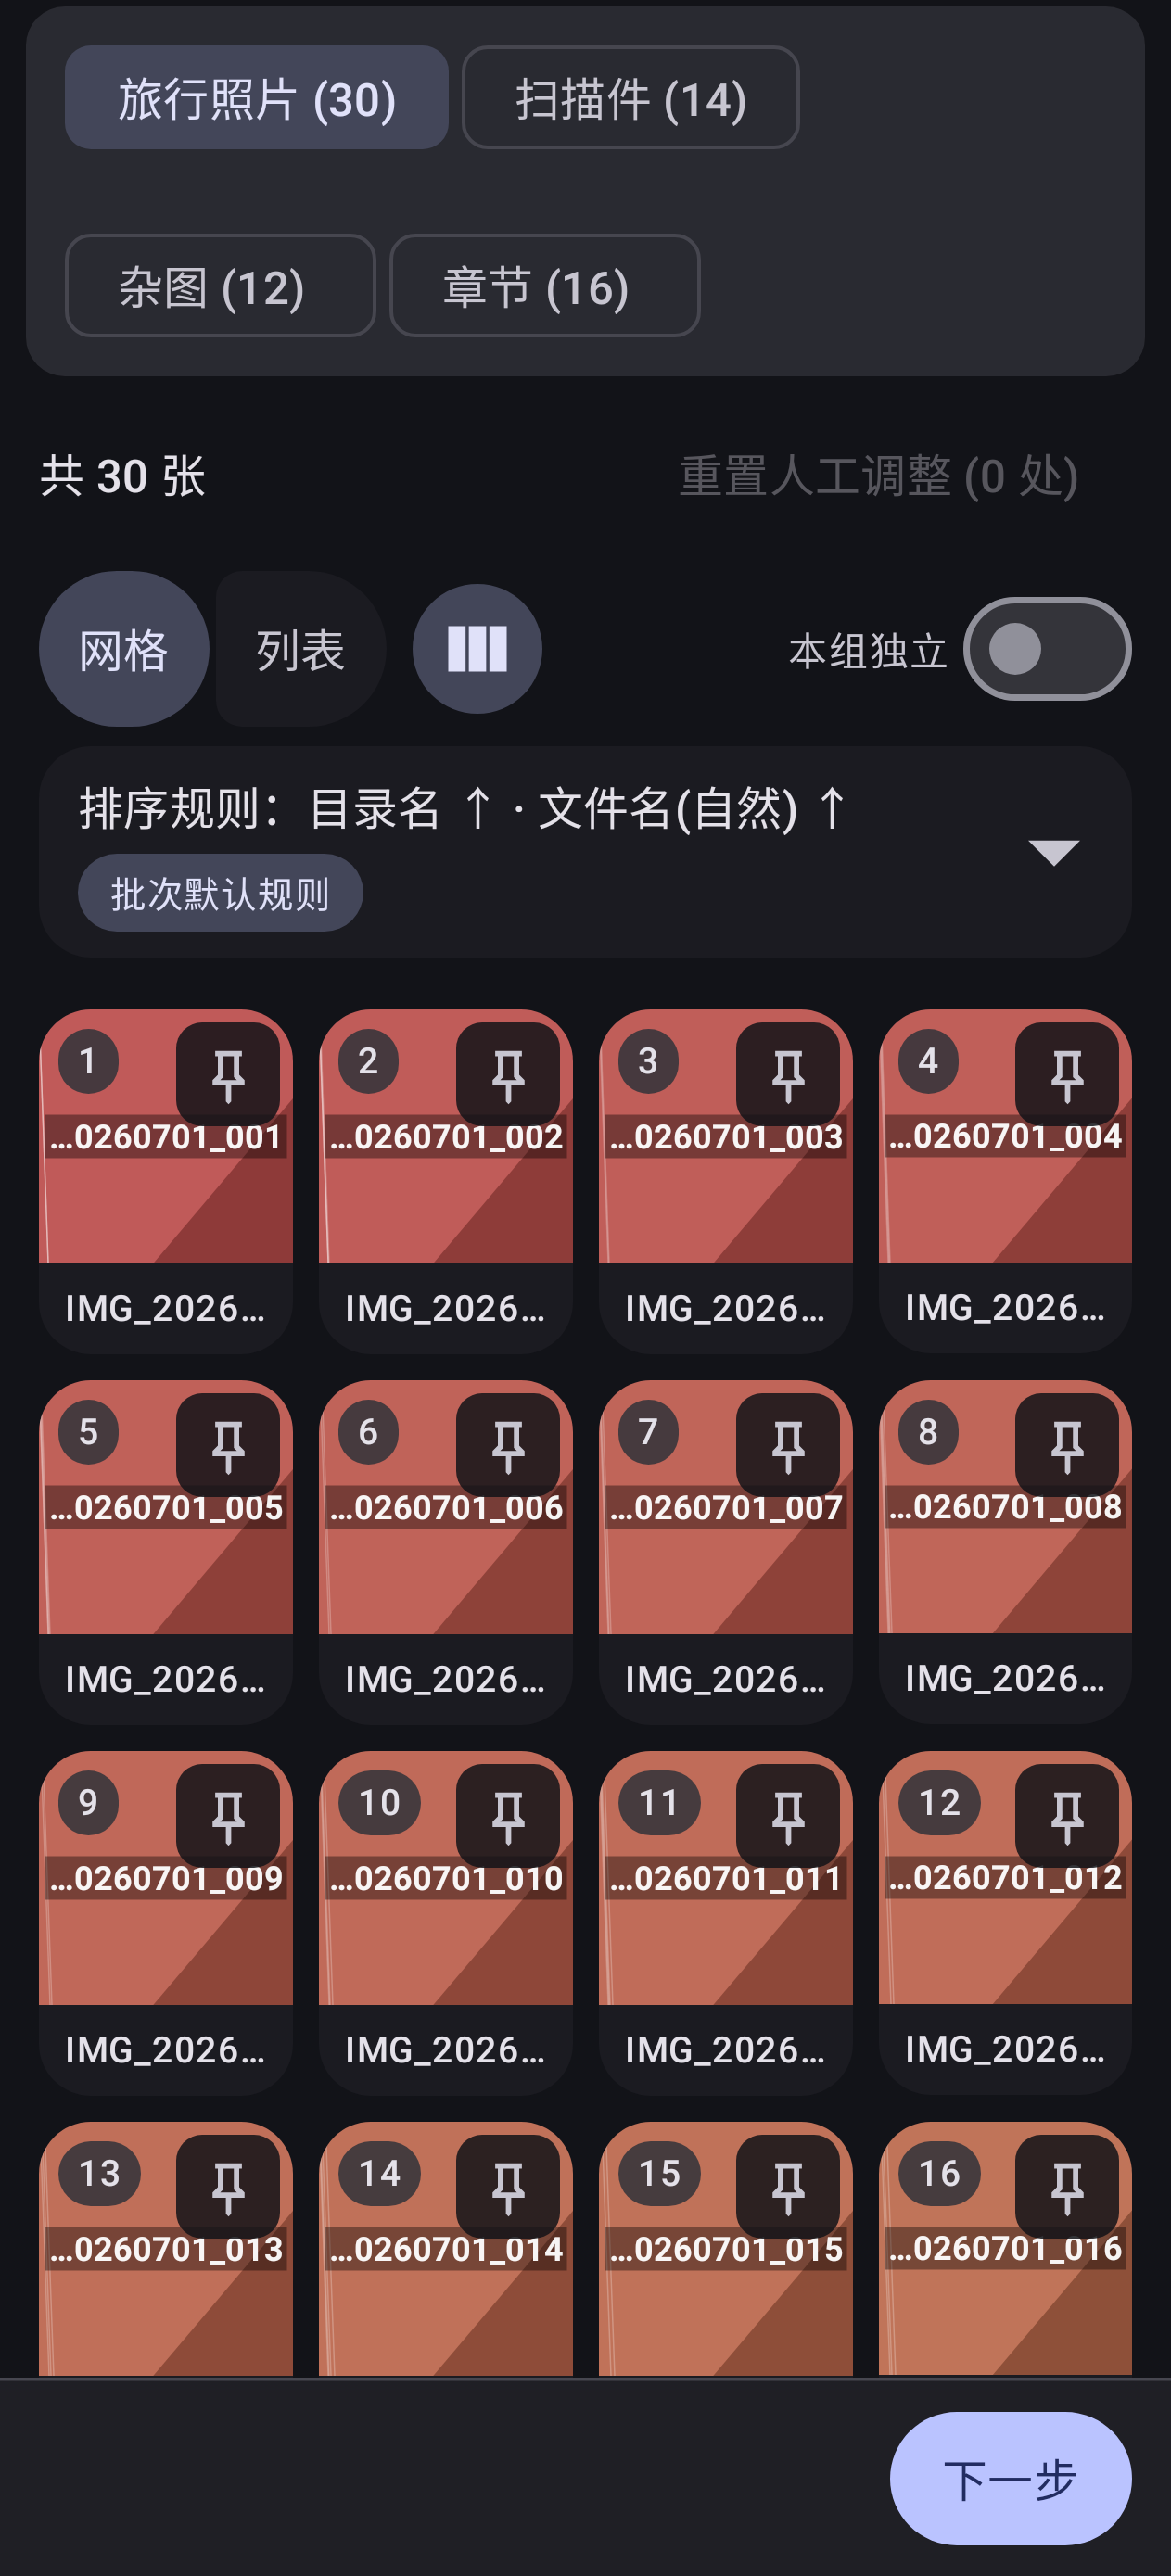 旅行照片 (30) 扫描件 (14)
杂图 (12) 章节 (16)
共 30 张 重置人工调整 (0 处)
网格 列表 本组独立
排序规则：目录名 ↑ · 文件名(自然) ↑
批次默认规则
1 2 3 4
…0260701_001 …0260701_002 …0260701_003 …0260701_004
IMG_2026… IMG_2026… IMG_2026… IMG_2026…
5 6 7 8
…0260701_005 …0260701_006 …0260701_007 …0260701_008
IMG_2026… IMG_2026… IMG_2026… IMG_2026…
9 10 11 12
…0260701_009 …0260701_010 …0260701_011 …0260701_012
IMG_2026… IMG_2026… IMG_2026… IMG_2026…
13 14 15 16
…0260701_013 …0260701_014 …0260701_015 …0260701_016
下一步